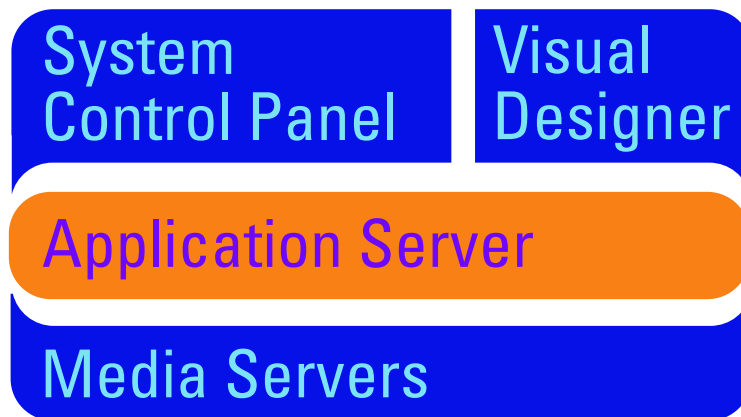 System
Control Panel
Visual
Designer
Application Server
Media Servers